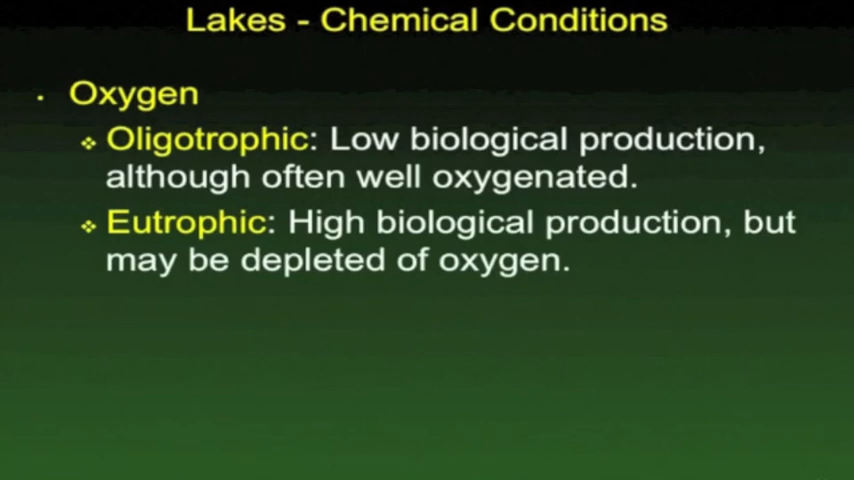 Lakes - Chemical Conditions
• Oxygen
❖ Oligotrophic: Low biological production,
although often well oxygenated.
❖ Eutrophic: High biological production, but
may be depleted of oxygen.